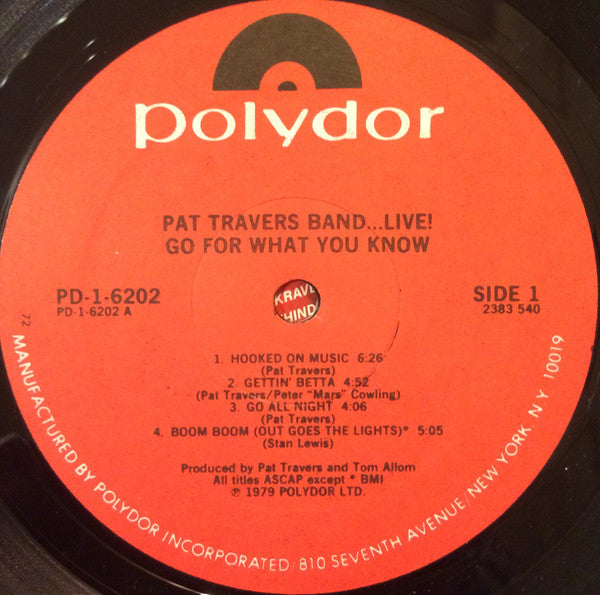 polydor
PAT TRAVERS BAND...LIVE!
GO FOR WHAT YOU KNOW
PD-1-6202
PD-1-6202 A
SIDE 1
2383 540
KRAVE
HIND
1. HOOKED ON MUSIC 6:26
(Pat Travers)
2. GETTIN' BETTA 4:52
(Pat Travers/Peter "Mars" Cowling)
3. GO ALL NIGHT 4:06
(Pat Travers)
4. BOOM BOOM (OUT GOES THE LIGHTS)* 5:05
(Stan Lewis)
Produced by Pat Travers and Tom Allom
All titles ASCAP except * BMI
℗ 1979 POLYDOR LTD.
72
MANUFACTURED BY POLYDOR INCORPORATED/810 SEVENTH AVENUE, NEW YORK, N Y 10019